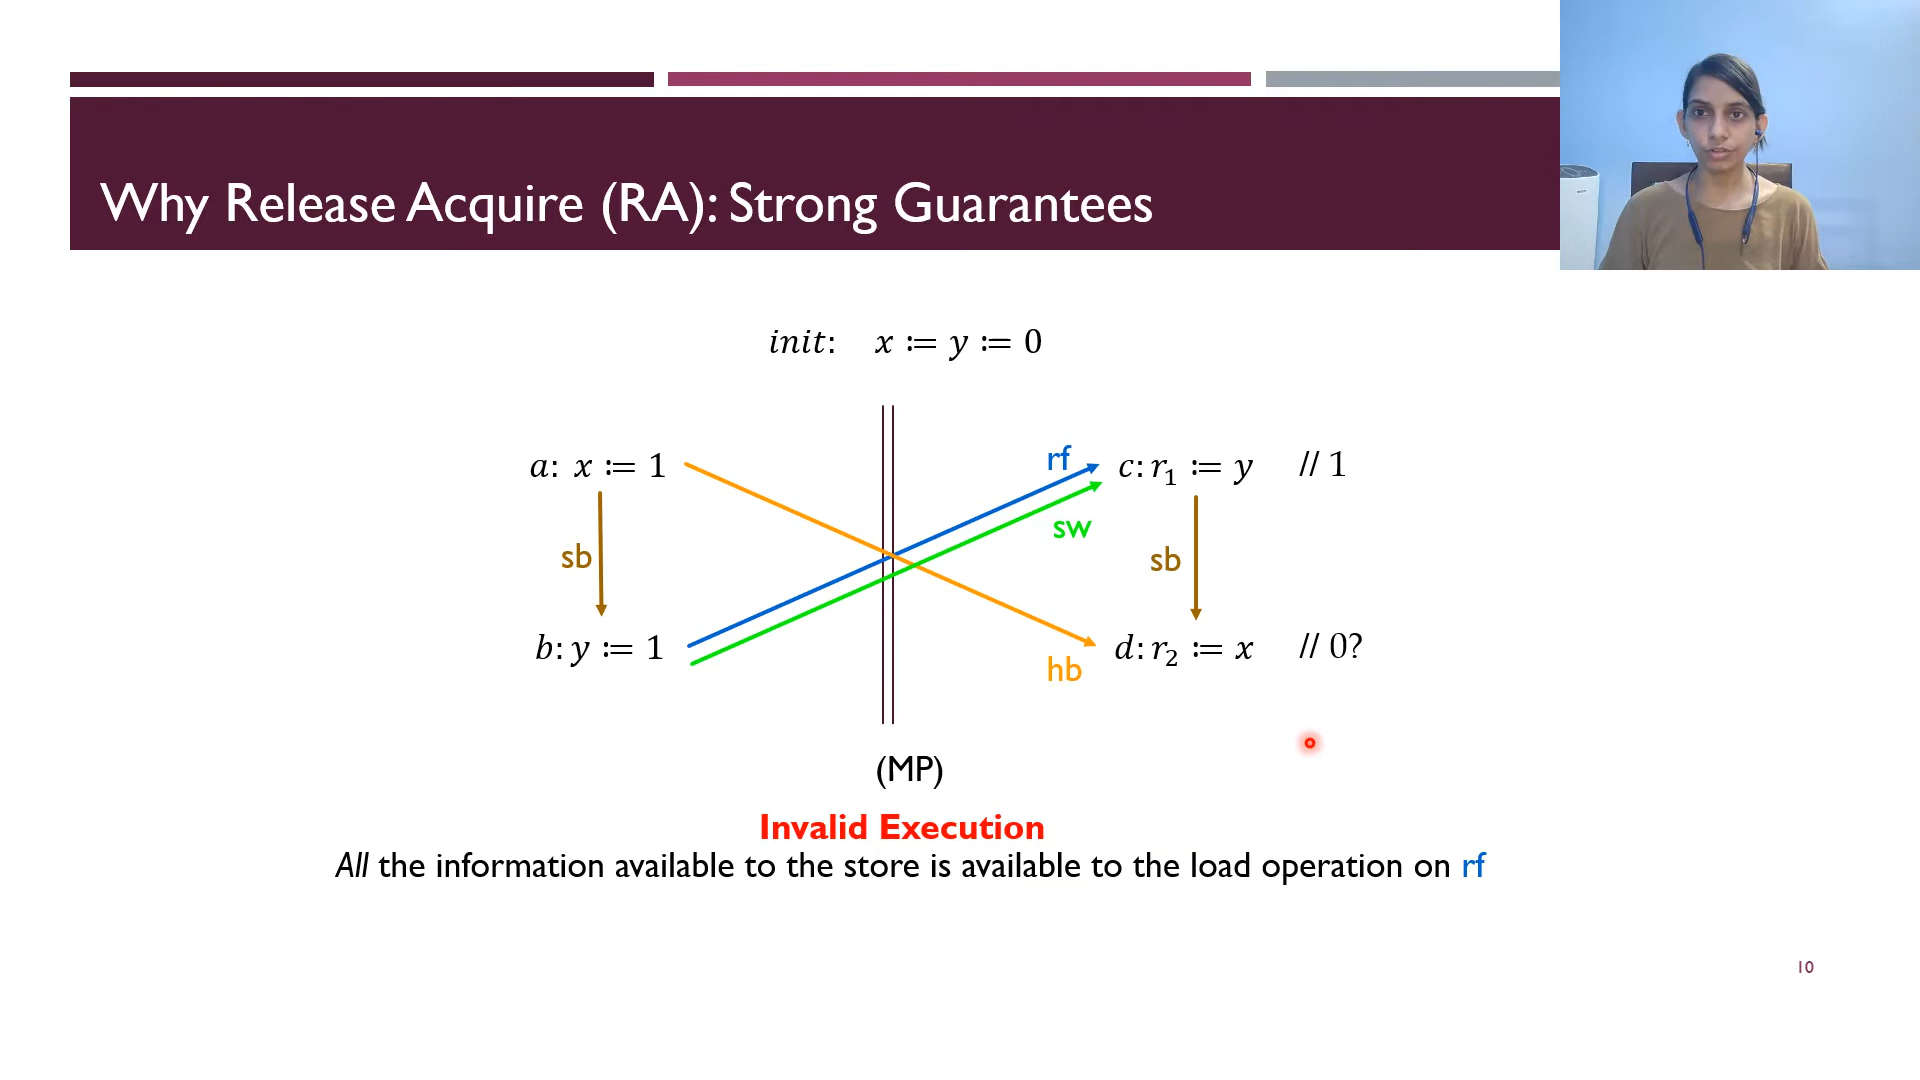 Why Release Acquire (RA): Strong Guarantees
init: x ≔ y ≔ 0
a: x ≔ 1
rf
c: r₁ ≔ y // 1
sw
sb
sb
b: y ≔ 1
d: r₂ ≔ x // 0?
hb
(MP)
Invalid Execution
All the information available to the store is available to the load operation on rf
10